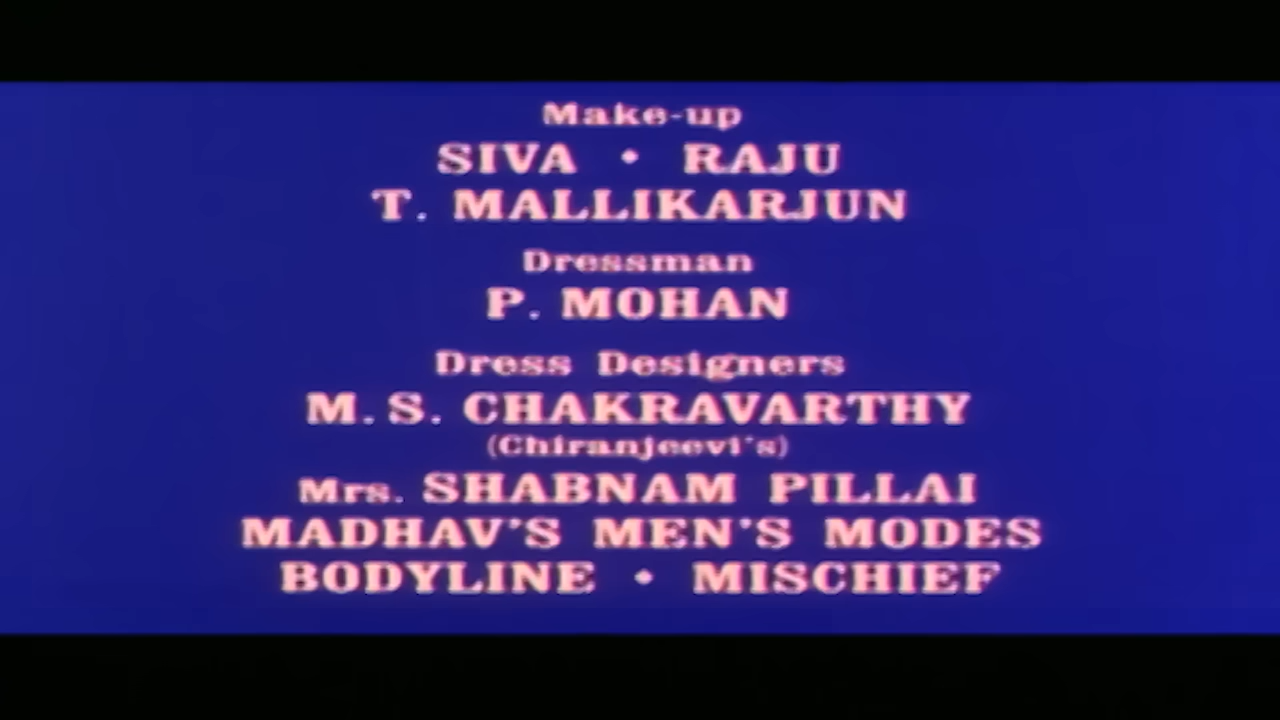 Make-up
SIVA • RAJU
T. MALLIKARJUN
Dressman
P. MOHAN
Dress Designers
M. S. CHAKRAVARTHY
(Chiranjeevi's)
Mrs. SHABNAM PILLAI
MADHAV'S MEN'S MODES
BODYLINE • MISCHIEF